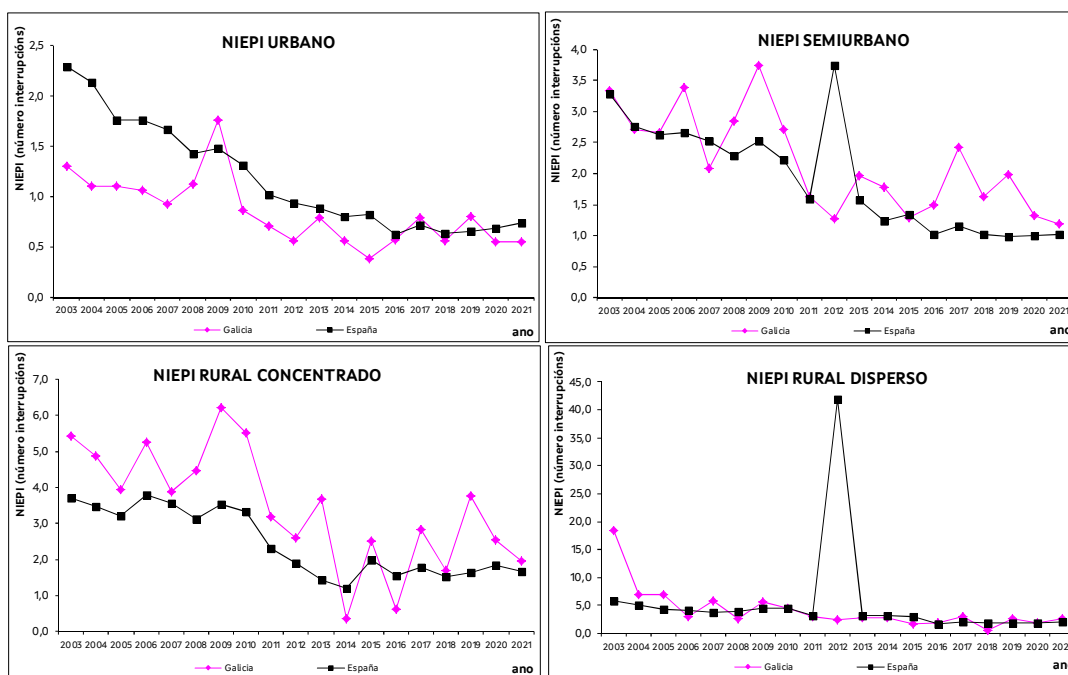 NIEPI URBANO
NIEPI (número interrupcións)
2,5
2,0
1,5
1,0
0,5
0,0
2003 2004 2005 2006 2007 2008 2009 2010 2011 2012 2013 2014 2015 2016 2017 2018 2019 2020 2021
Galicia España ano
NIEPI SEMIURBANO
NIEPI (número interrupcións)
4,0
3,5
3,0
2,5
2,0
1,5
1,0
0,5
0,0
2003 2004 2005 2006 2007 2008 2009 2010 2011 2012 2013 2014 2015 2016 2017 2018 2019 2020 2021
Galicia España ano
NIEPI RURAL CONCENTRADO
NIEPI (número interrupcións)
7,0
6,0
5,0
4,0
3,0
2,0
1,0
0,0
2003 2004 2005 2006 2007 2008 2009 2010 2011 2012 2013 2014 2015 2016 2017 2018 2019 2020 2021
Galicia España ano
NIEPI RURAL DISPERSO
NIEPI (número interrupcións)
45,0
40,0
35,0
30,0
25,0
20,0
15,0
10,0
5,0
0,0
2003 2004 2005 2006 2007 2008 2009 2010 2011 2012 2013 2014 2015 2016 2017 2018 2019 2020 2021
Galicia España ano